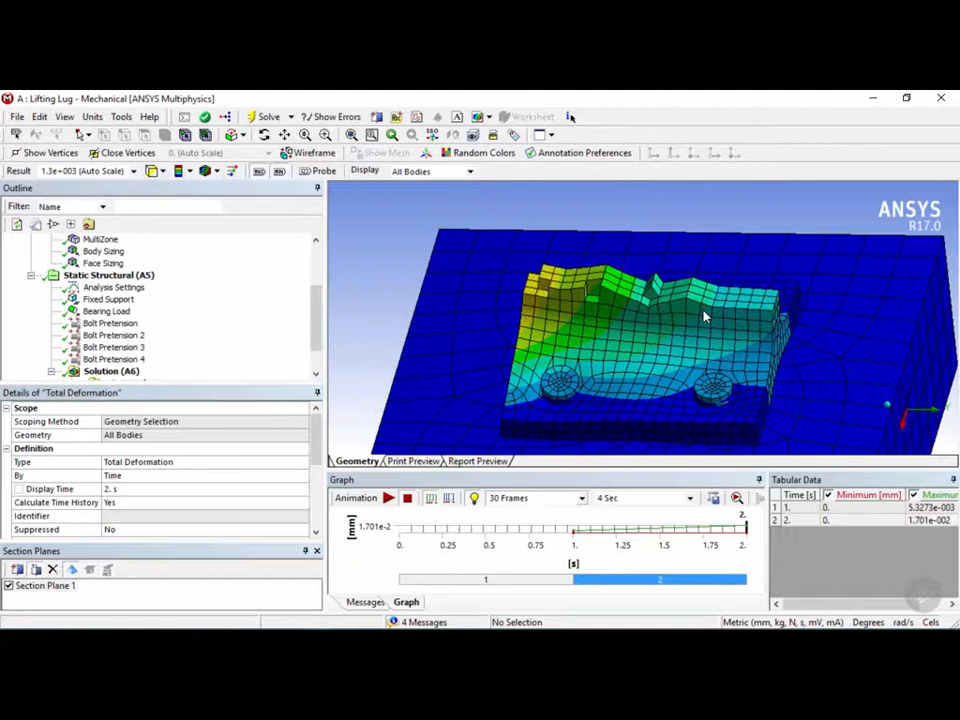 A : Lifting Lug - Mechanical [ANSYS Multiphysics]
File Edit View Units Tools Help Solve ?/ Show Errors Worksheet
Show Vertices Close Vertices 0. (Auto Scale) Wireframe Show Mesh Random Colors Annotation Preferences
Result 1.3e+003 (Auto Scale) Probe Display All Bodies
Outline
Filter: Name
MultiZone
Body Sizing
Face Sizing
Static Structural (A5)
Analysis Settings
Fixed Support
Bearing Load
Bolt Pretension
Bolt Pretension 2
Bolt Pretension 3
Bolt Pretension 4
Solution (A6)
ANSYS
R17.0
Details of "Total Deformation"
Scope
Scoping Method Geometry Selection
Geometry All Bodies
Definition
Type Total Deformation
By Time
Display Time 2. s
Calculate Time History Yes
Identifier
Suppressed No
Section Planes
Section Plane 1
Geometry Print Preview Report Preview
Graph
Animation 30 Frames 4 Sec
2.
[mm]
1.701e-2
0. 0.25 0.5 0.75 1. 1.25 1.5 1.75 2.
[s]
1 2
Messages Graph
Tabular Data
Time [s] Minimum [mm] Maximur
1 1. 0. 5.3273e-003
2 2. 0. 1.701e-002
4 Messages No Selection Metric (mm, kg, N, s, mV, mA) Degrees rad/s Cels